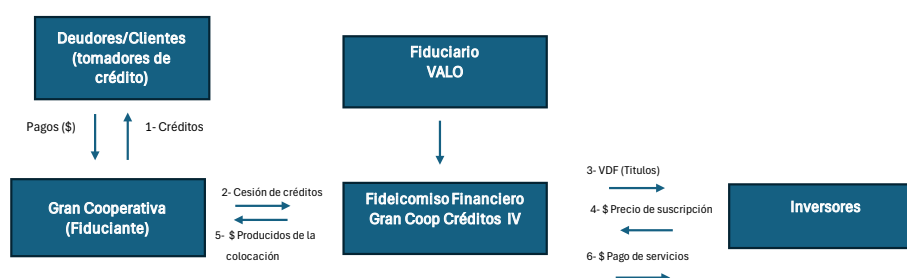 Deudores/Clientes
(tomadores de
crédito)
Fiduciario
VALO
Pagos ($)
1- Créditos
Gran Cooperativa
(Fiduciante)
2- Cesión de créditos
5- $ Producidos de la
colocación
Fideicomiso Financiero
Gran Coop Créditos IV
3- VDF (Titulos)
4- $ Precio de suscripción
6- $ Pago de servicios
Inversores